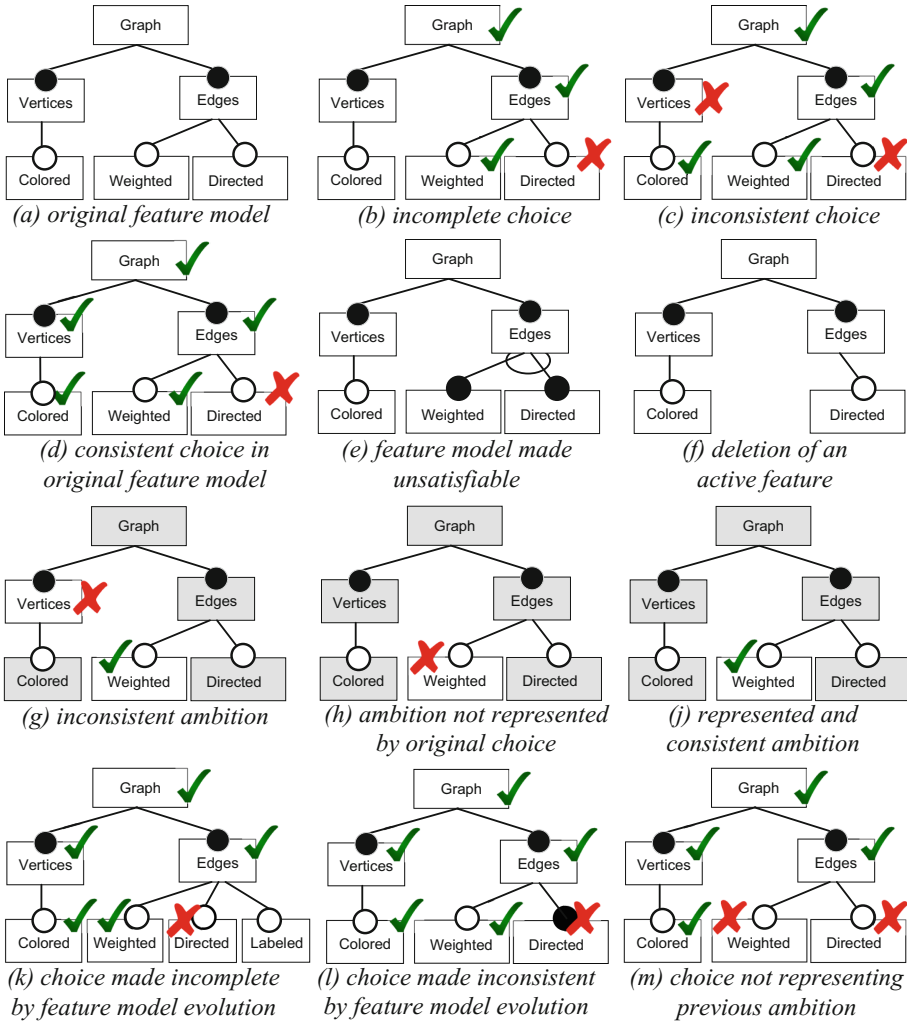 Graph
Vertices
Edges
Colored
Weighted
Directed
(a) original feature model
Graph
Vertices
Edges
Colored
Weighted
Directed
(b) incomplete choice
Graph
Vertices
Edges
Colored
Weighted
Directed
(c) inconsistent choice
Graph
Vertices
Edges
Colored
Weighted
Directed
(d) consistent choice in
original feature model
Graph
Vertices
Edges
Colored
Weighted
Directed
(e) feature model made
unsatisfiable
Graph
Vertices
Edges
Colored
Directed
(f) deletion of an
active feature
Graph
Vertices
Edges
Colored
Weighted
Directed
(g) inconsistent ambition
Graph
Vertices
Edges
Colored
Weighted
Directed
(h) ambition not represented
by original choice
Graph
Vertices
Edges
Colored
Weighted
Directed
(j) represented and
consistent ambition
Graph
Vertices
Edges
Colored
Weighted
Directed
Labeled
(k) choice made incomplete
by feature model evolution
Graph
Vertices
Edges
Colored
Weighted
Directed
(l) choice made inconsistent
by feature model evolution
Graph
Vertices
Edges
Colored
Weighted
Directed
(m) choice not representing
previous ambition